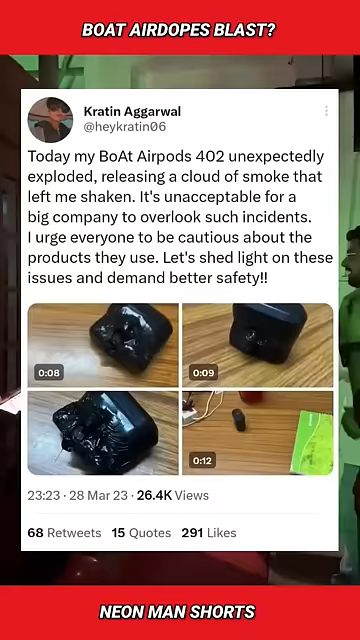 BOAT AIRDOPES BLAST?
Kratin Aggarwal
@heykratin06
Today my BoAt Airpods 402 unexpectedly
exploded, releasing a cloud of smoke that
left me shaken. It's unacceptable for a
big company to overlook such incidents.
I urge everyone to be cautious about the
products they use. Let's shed light on these
issues and demand better safety!!
0:08
0:09
0:12
23:23 · 28 Mar 23 · 26.4K Views
68 Retweets 15 Quotes 291 Likes
NEON MAN SHORTS